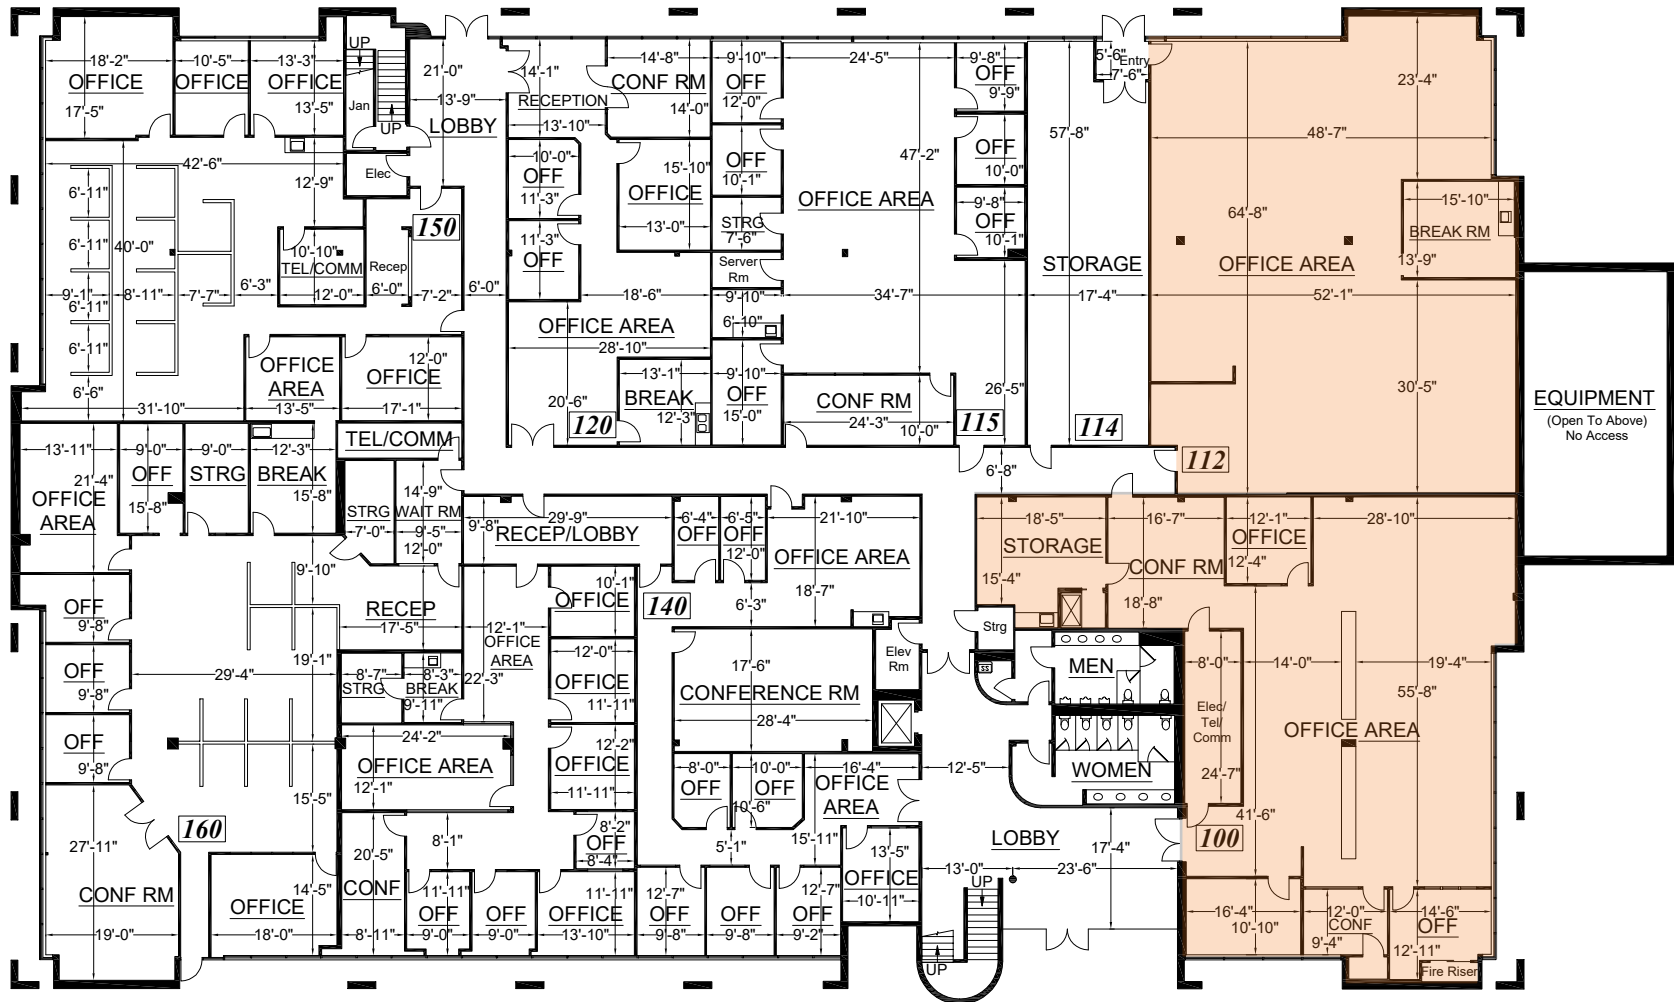 18'-2"
OFFICE
17'-5"
10'-5"
OFFICE
13'-3"
OFFICE
13'-5"
UP
Jan
UP
21'-0"
13'-9"
LOBBY
14'-1"
RECEPTION
13'-10"
14'-8"
CONF RM
14'-0"
9'-10"
OFF
12'-0"
24'-5"
9'-8"
OFF
9'-9"
5'-6"
Entry
7'-6"
23'-4"
48'-7"
42'-6"
12'-9"
Elec
150
10'-0"
OFF
11'-3"
15'-10"
OFFICE
13'-0"
OFF
10'-1"
STRG
7'-6"
47'-2"
OFFICE AREA
OFF
10'-0"
9'-8"
OFF
10'-1"
57'-8"
STORAGE
17'-4"
64'-8"
OFFICE AREA
52'-1"
15'-10"
BREAK RM
13'-9"
6'-11"
6'-11"
40'-0"
9'-1"
8'-11"
7'-7"
6'-3"
6'-11"
6'-11"
6'-6"
10'-10"
TEL/COMM
12'-0"
Recep
6'-0"
7'-2"
6'-0"
11'-3"
OFF
18'-6"
OFFICE AREA
28'-10"
Server
Rm
9'-10"
6'-10"
34'-7"
31'-10"
OFFICE
AREA
13'-5"
12'-0"
OFFICE
17'-1"
20'-6"
120
13'-1"
BREAK
12'-3"
9'-10"
OFF
15'-0"
CONF RM
24'-3"
10'-0"
26'-5"
115
114
30'-5"
EQUIPMENT
(Open To Above)
No Access
13'-11"
21'-4"
OFFICE
AREA
9'-0"
OFF
15'-8"
9'-0"
STRG
12'-3"
BREAK
15'-8"
TEL/COMM
14'-9"
STRG
WAIT RM
7'-0"
9'-5"
12'-0"
6'-8"
112
9'-8"
29'-9"
RECEP/LOBBY
6'-4"
OFF
6'-5"
OFF
12'-0"
21'-10"
OFFICE AREA
18'-7"
18'-5"
STORAGE
15'-4"
16'-7"
CONF RM
18'-8"
12'-1"
OFFICE
12'-4"
28'-10"
9'-10"
OFF
9'-8"
RECEP
17'-5"
12'-1"
OFFICE
AREA
22'-3"
10'-1"
OFFICE
140
6'-3"
Strg
Elev
Rm
19'-1"
29'-4"
OFF
9'-8"
8'-7"
STRG
8'-3"
BREAK
9'-11"
12'-0"
OFFICE
11'-11"
17'-6"
CONFERENCE RM
28'-4"
SS
MEN
8'-0"
14'-0"
19'-4"
55'-8"
Elec/
Tel/
Comm
OFFICE AREA
24'-7"
OFF
9'-8"
24'-2"
OFFICE AREA
12'-1"
12'-2"
OFFICE
11'-11"
8'-0"
OFF
10'-0"
OFF
10'-6"
16'-4"
OFFICE
AREA
12'-5"
WOMEN
15'-5"
160
27'-11"
CONF RM
19'-0"
14'-5"
OFFICE
18'-0"
20'-5"
CONF
8'-11"
8'-1"
8'-2"
OFF
8'-4"
5'-1"
15'-11"
13'-5"
OFFICE
10'-11"
LOBBY
13'-0"
23'-6"
17'-4"
41'-6"
100
11'-11"
OFF
9'-0"
OFF
9'-0"
11'-11"
OFFICE
13'-10"
12'-7"
OFF
9'-8"
OFF
9'-8"
12'-7"
OFF
9'-2"
UP
UP
16'-4"
10'-10"
12'-0"
CONF
9'-4"
14'-6"
OFF
12'-11"
Fire Riser